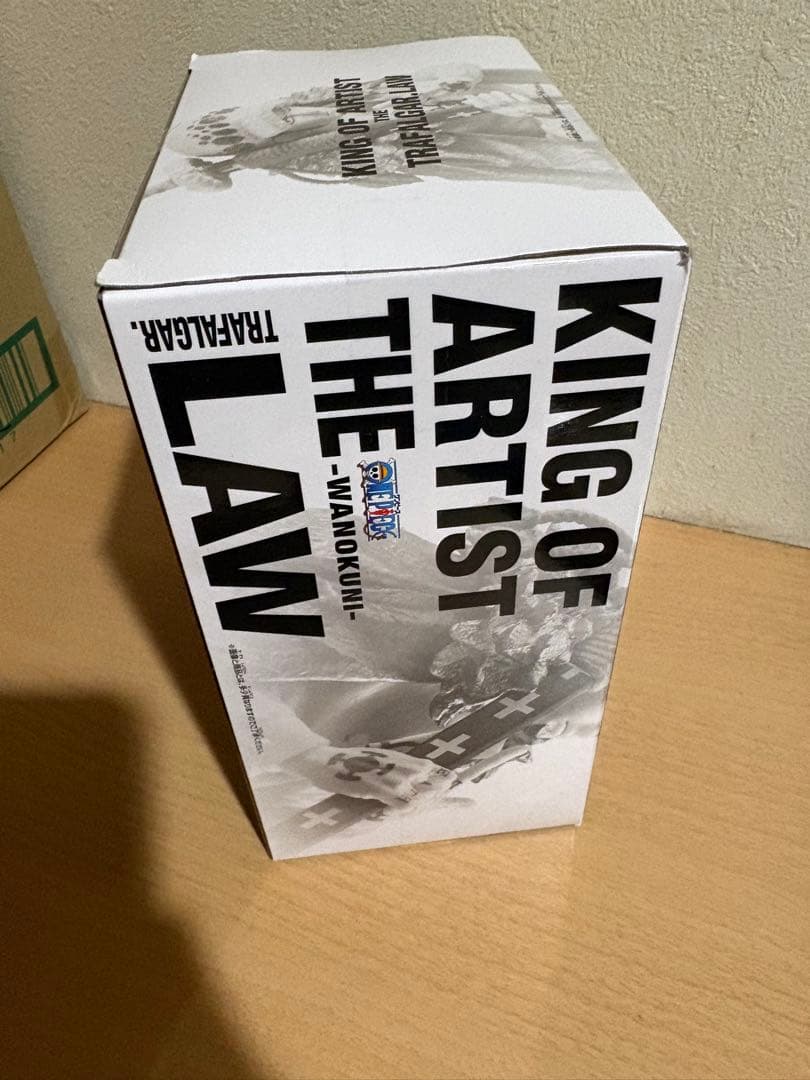 KING OF ARTIST
THE
TRAFALGAR.LAW
KING OF
ARTIST
THE
ONE PIECE
-WANOKUNI-
TRAFALGAR.
LAW